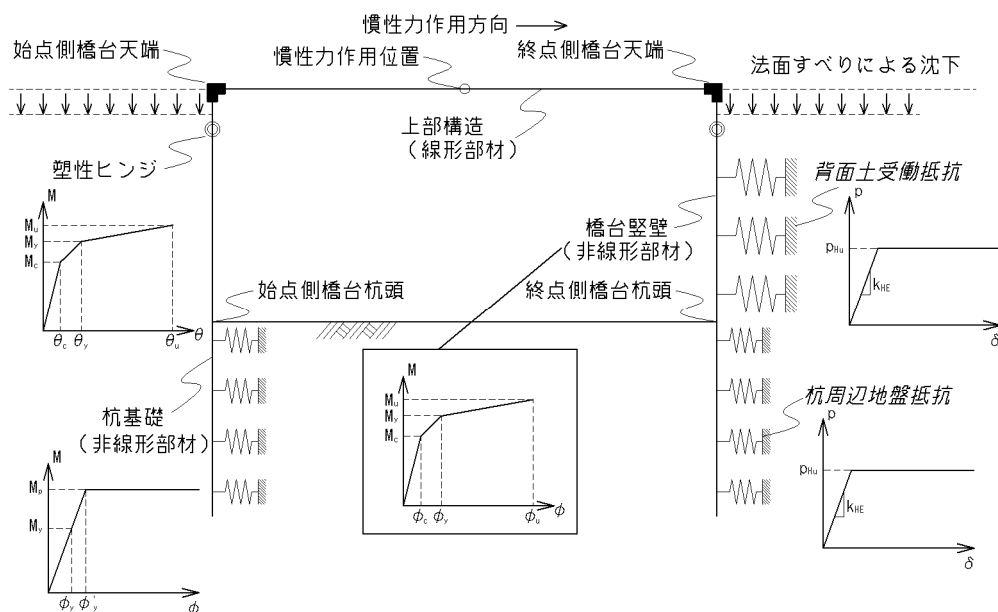 慣性力作用方向
始点側橋台天端
慣性力作用位置
終点側橋台天端
法面すべりによる沈下
上部構造
(線形部材)
塑性ヒンジ
背面土受働抵抗
M
Mu
My
Mc
θc
θy
θu
θ
橋台竪壁
(非線形部材)
p
PHu
kHE
δ
始点側橋台杭頭
終点側橋台杭頭
杭基礎
(非線形部材)
M
Mu
My
Mc
ϕc
ϕy
ϕu
ϕ
杭周辺地盤抵抗
p
PHu
kHE
δ
M
Mp
My
ϕy
ϕy'
ϕ